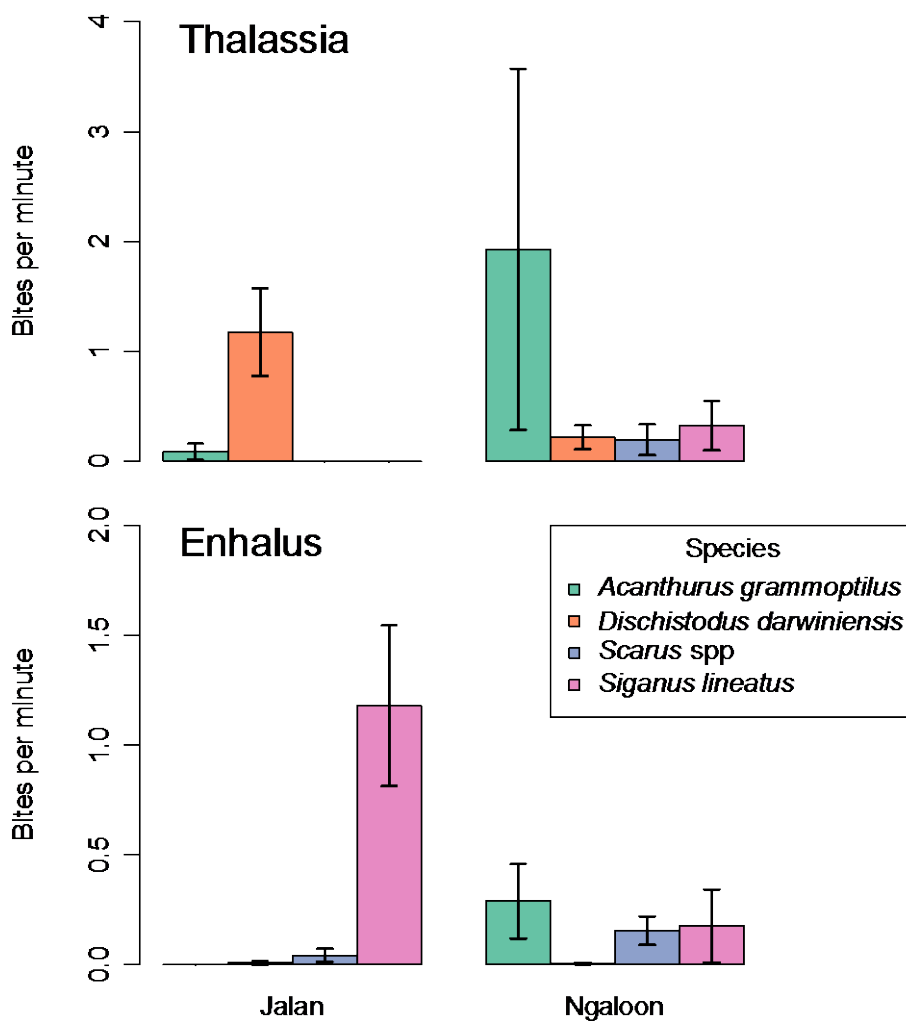 Thalassia
Bites per minute
4
3
2
1
0
Enhalus
Bites per minute
2.0
1.5
1.0
0.5
0.0
Species
Acanthurus grammoptilus
Dischistodus darwiniensis
Scarus spp
Siganus lineatus
Jalan
Ngaloon